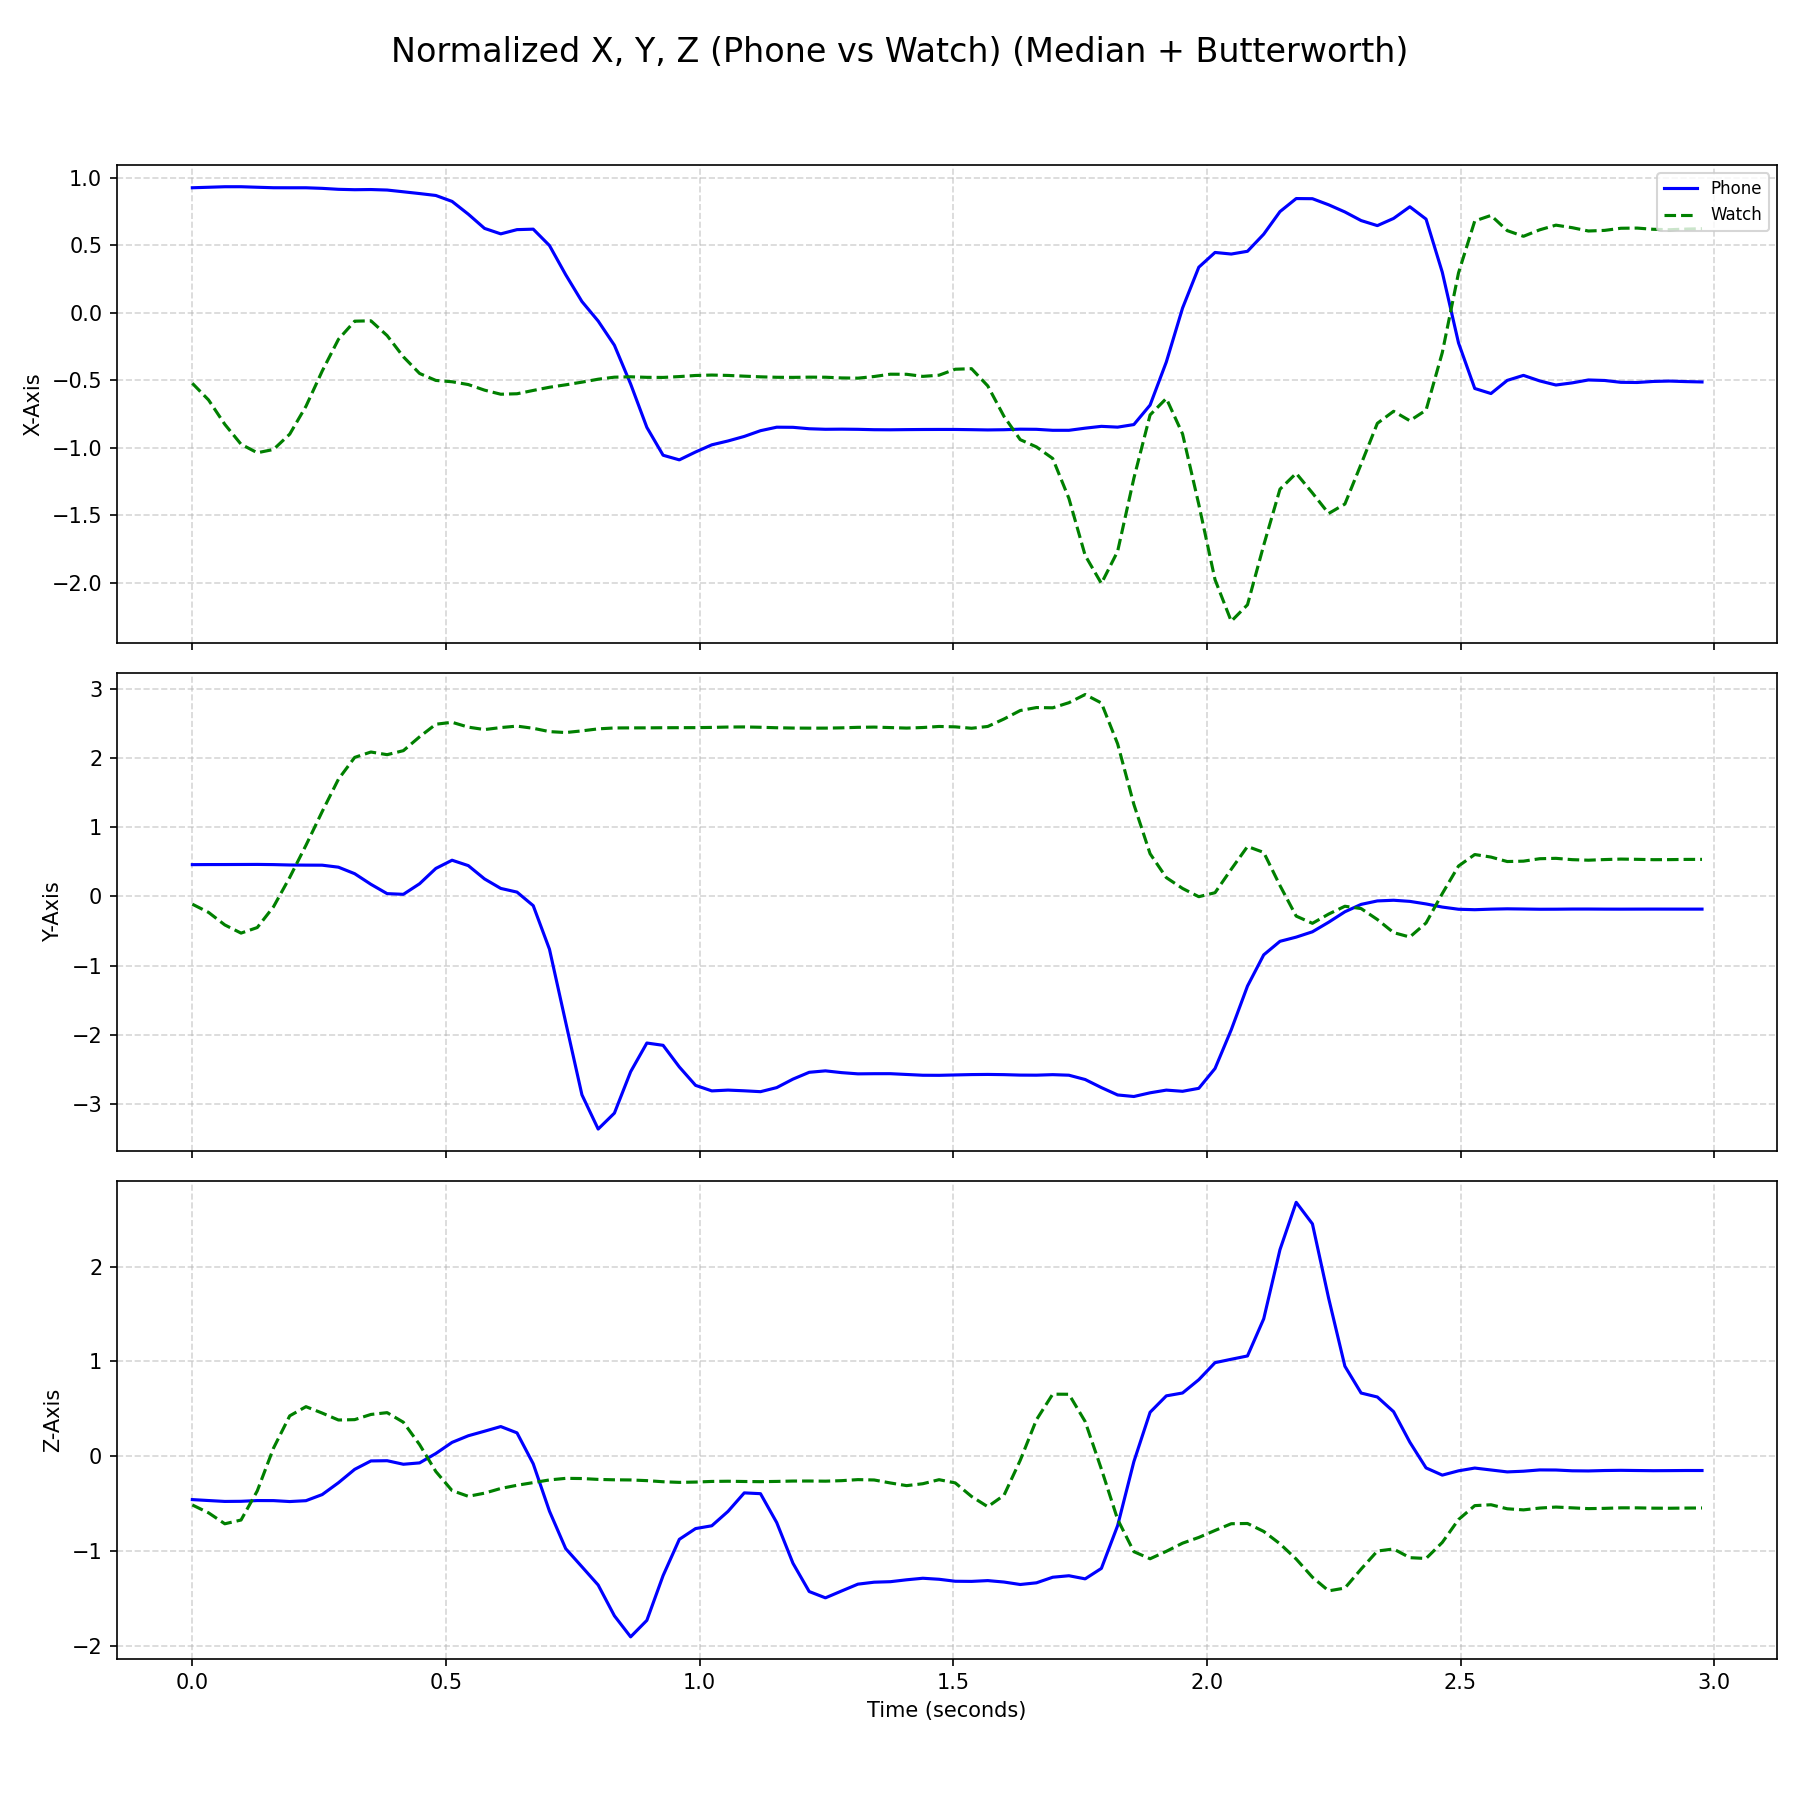 Normalized X, Y, Z (Phone vs Watch) (Median + Butterworth)
Phone
Watch
X-Axis
1.0
0.5
0.0
−0.5
−1.0
−1.5
−2.0
Y-Axis
3
2
1
0
−1
−2
−3
Z-Axis
2
1
0
−1
−2
0.0 0.5 1.0 1.5 2.0 2.5 3.0
Time (seconds)